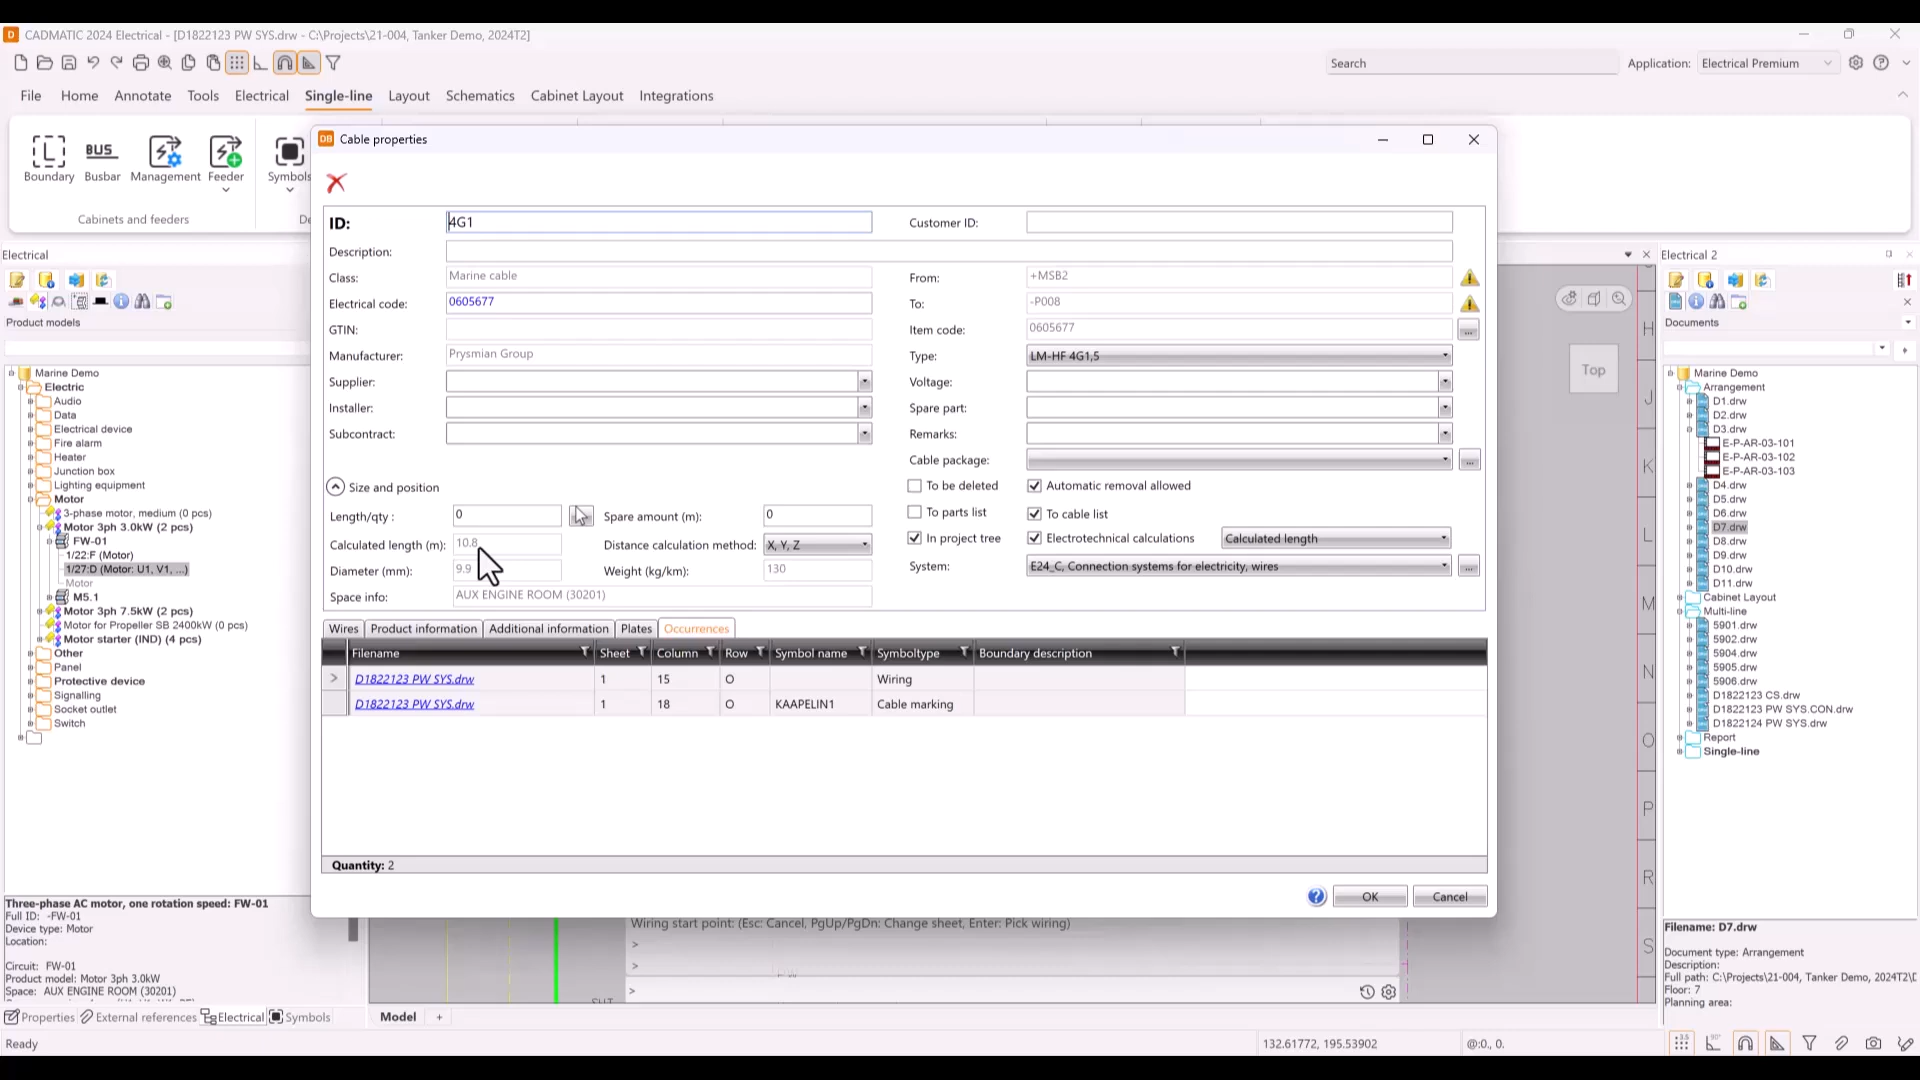 CADMATIC 2024 Electrical - [D1822123 PW SYS.drw - C:\Projects\21-004, Tanker Demo, 2024T2]
Search
Application: Electrical Premium
File Home Annotate Tools Electrical Single-line Layout Schematics Cabinet Layout Integrations
BUS
Boundary Busbar Management Feeder Symbols
Cabinets and feeders
DB Cable properties
ID: 4G1 Customer ID:
Description:
Class: Marine cable From: +MSB2
Electrical code: 0605677 To: -P008
GTIN: Item code: 0605677 ...
Manufacturer: Prysmian Group Type: LM-HF 4G1,5
Supplier: Voltage:
Installer: Spare part:
Subcontract: Remarks:
Cable package: ...
Size and position To be deleted Automatic removal allowed
Length/qty : 0 Spare amount (m): 0 To parts list To cable list
Calculated length (m): 10.8 Distance calculation method: X, Y, Z In project tree Electrotechnical calculations Calculated length
Diameter (mm): 9.9 Weight (kg/km): 130 System: E24_C, Connection systems for electricity, wires ...
Space info: AUX ENGINE ROOM (30201)
Wires Product information Additional information Plates Occurrences
Filename Sheet Column Row Symbol name Symboltype Boundary description
> D1822123 PW SYS.drw 1 15 O Wiring
D1822123 PW SYS.drw 1 18 O KAAPELIN1 Cable marking
Quantity: 2
OK Cancel
Electrical
Product models
Marine Demo
Electric
Audio
Data
Electrical device
Fire alarm
Heater
Junction box
Lighting equipment
Motor
3-phase motor, medium (0 pcs)
Motor 3ph 3.0kW (2 pcs)
FW-01
1/22:F (Motor)
1/27:D (Motor: U1, V1, ...)
Motor
M5.1
Motor 3ph 7.5kW (2 pcs)
Motor for Propeller SB 2400kW (0 pcs)
Motor starter (IND) (4 pcs)
Other
Panel
Protective device
Signalling
Socket outlet
Switch
Three-phase AC motor, one rotation speed: FW-01
Full ID: -FW-01
Device type: Motor
Location:
Circuit: FW-01
Product model: Motor 3ph 3.0kW
Space: AUX ENGINE ROOM (30201)
Properties External references Electrical Symbols
Wiring start point: (Esc: Cancel, PgUp/PgDn: Change sheet, Enter: Pick wiring)
>
>
>
Model +
Top
H
J
K
L
M
N
O
P
R
S
Electrical 2
Documents
Marine Demo
Arrangement
D1.drw
D2.drw
D3.drw
E-P-AR-03-101
E-P-AR-03-102
E-P-AR-03-103
D4.drw
D5.drw
D6.drw
D7.drw
D8.drw
D9.drw
D10.drw
D11.drw
Cabinet Layout
Multi-line
5901.drw
5902.drw
5904.drw
5905.drw
5906.drw
D1822123 CS.drw
D1822123 PW SYS.CON.drw
D1822124 PW SYS.drw
Report
Single-line
Filename: D7.drw
Document type: Arrangement
Description:
Full path: C:\Projects\21-004, Tanker Demo, 2024T2\
Floor: 7
Planning area:
Ready 132.61772, 195.53902 @:0., 0.